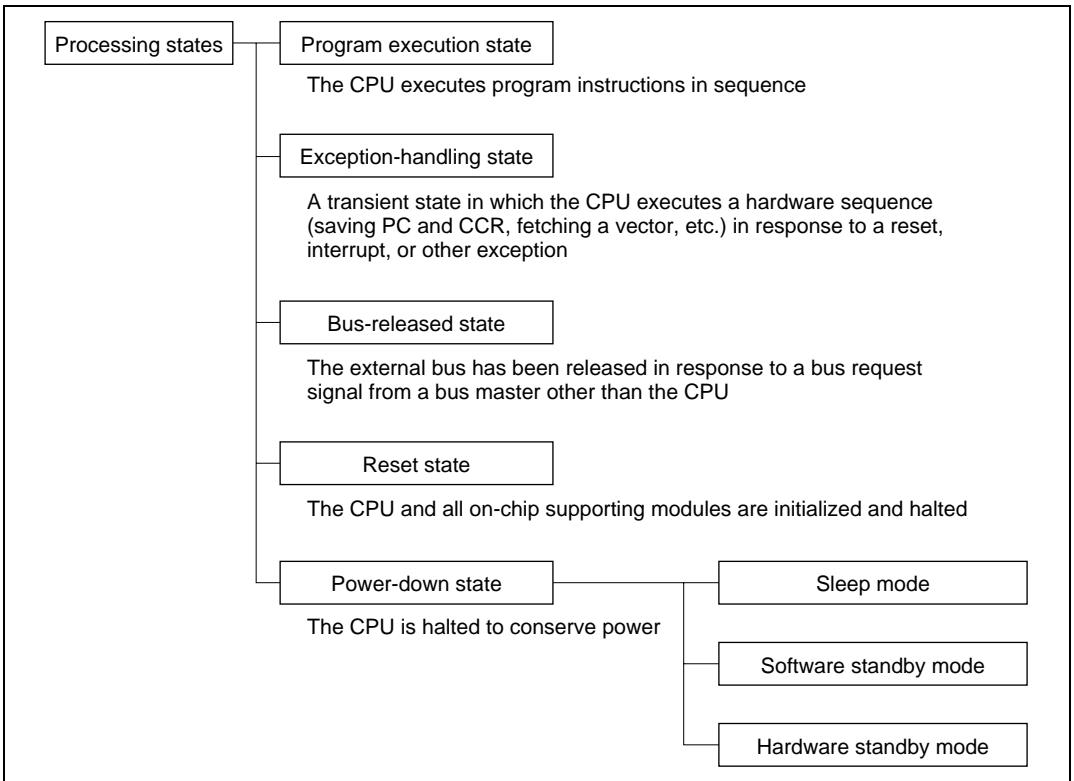 Processing states
Program execution state
The CPU executes program instructions in sequence
Exception-handling state
A transient state in which the CPU executes a hardware sequence
(saving PC and CCR, fetching a vector, etc.) in response to a reset,
interrupt, or other exception
Bus-released state
The external bus has been released in response to a bus request
signal from a bus master other than the CPU
Reset state
The CPU and all on-chip supporting modules are initialized and halted
Power-down state
The CPU is halted to conserve power
Sleep mode
Software standby mode
Hardware standby mode